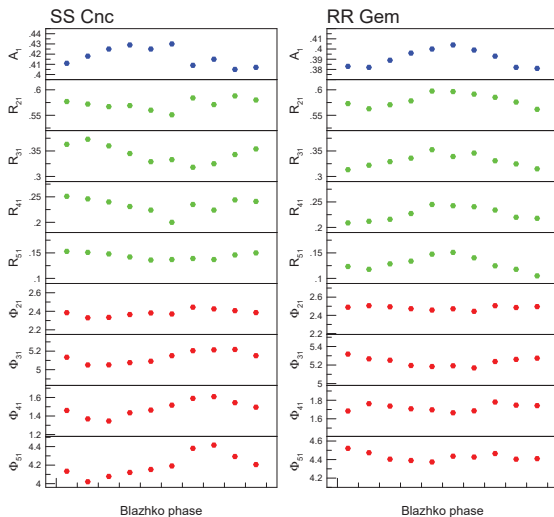 SS Cnc
RR Gem
A1
.43
.44
.42
.41
.4
R21
.6
.55
R31
.3
R41
.25
.2
R51
.15
.1
Φ21
2.6
2.4
2.2
Φ31
5.2
5
Φ41
1.6
1.4
1.2
Φ51
4.4
4.2
4
Blazhko phase
A1
.41
.4
.39
.38
R21
.6
.55
R31
.35
.3
R41
.25
.2
R51
.15
.1
Φ21
2.6
2.4
2.2
Φ31
5.4
5.2
5
Φ41
1.8
1.6
Φ51
4.6
4.4
4.2
Blazhko phase